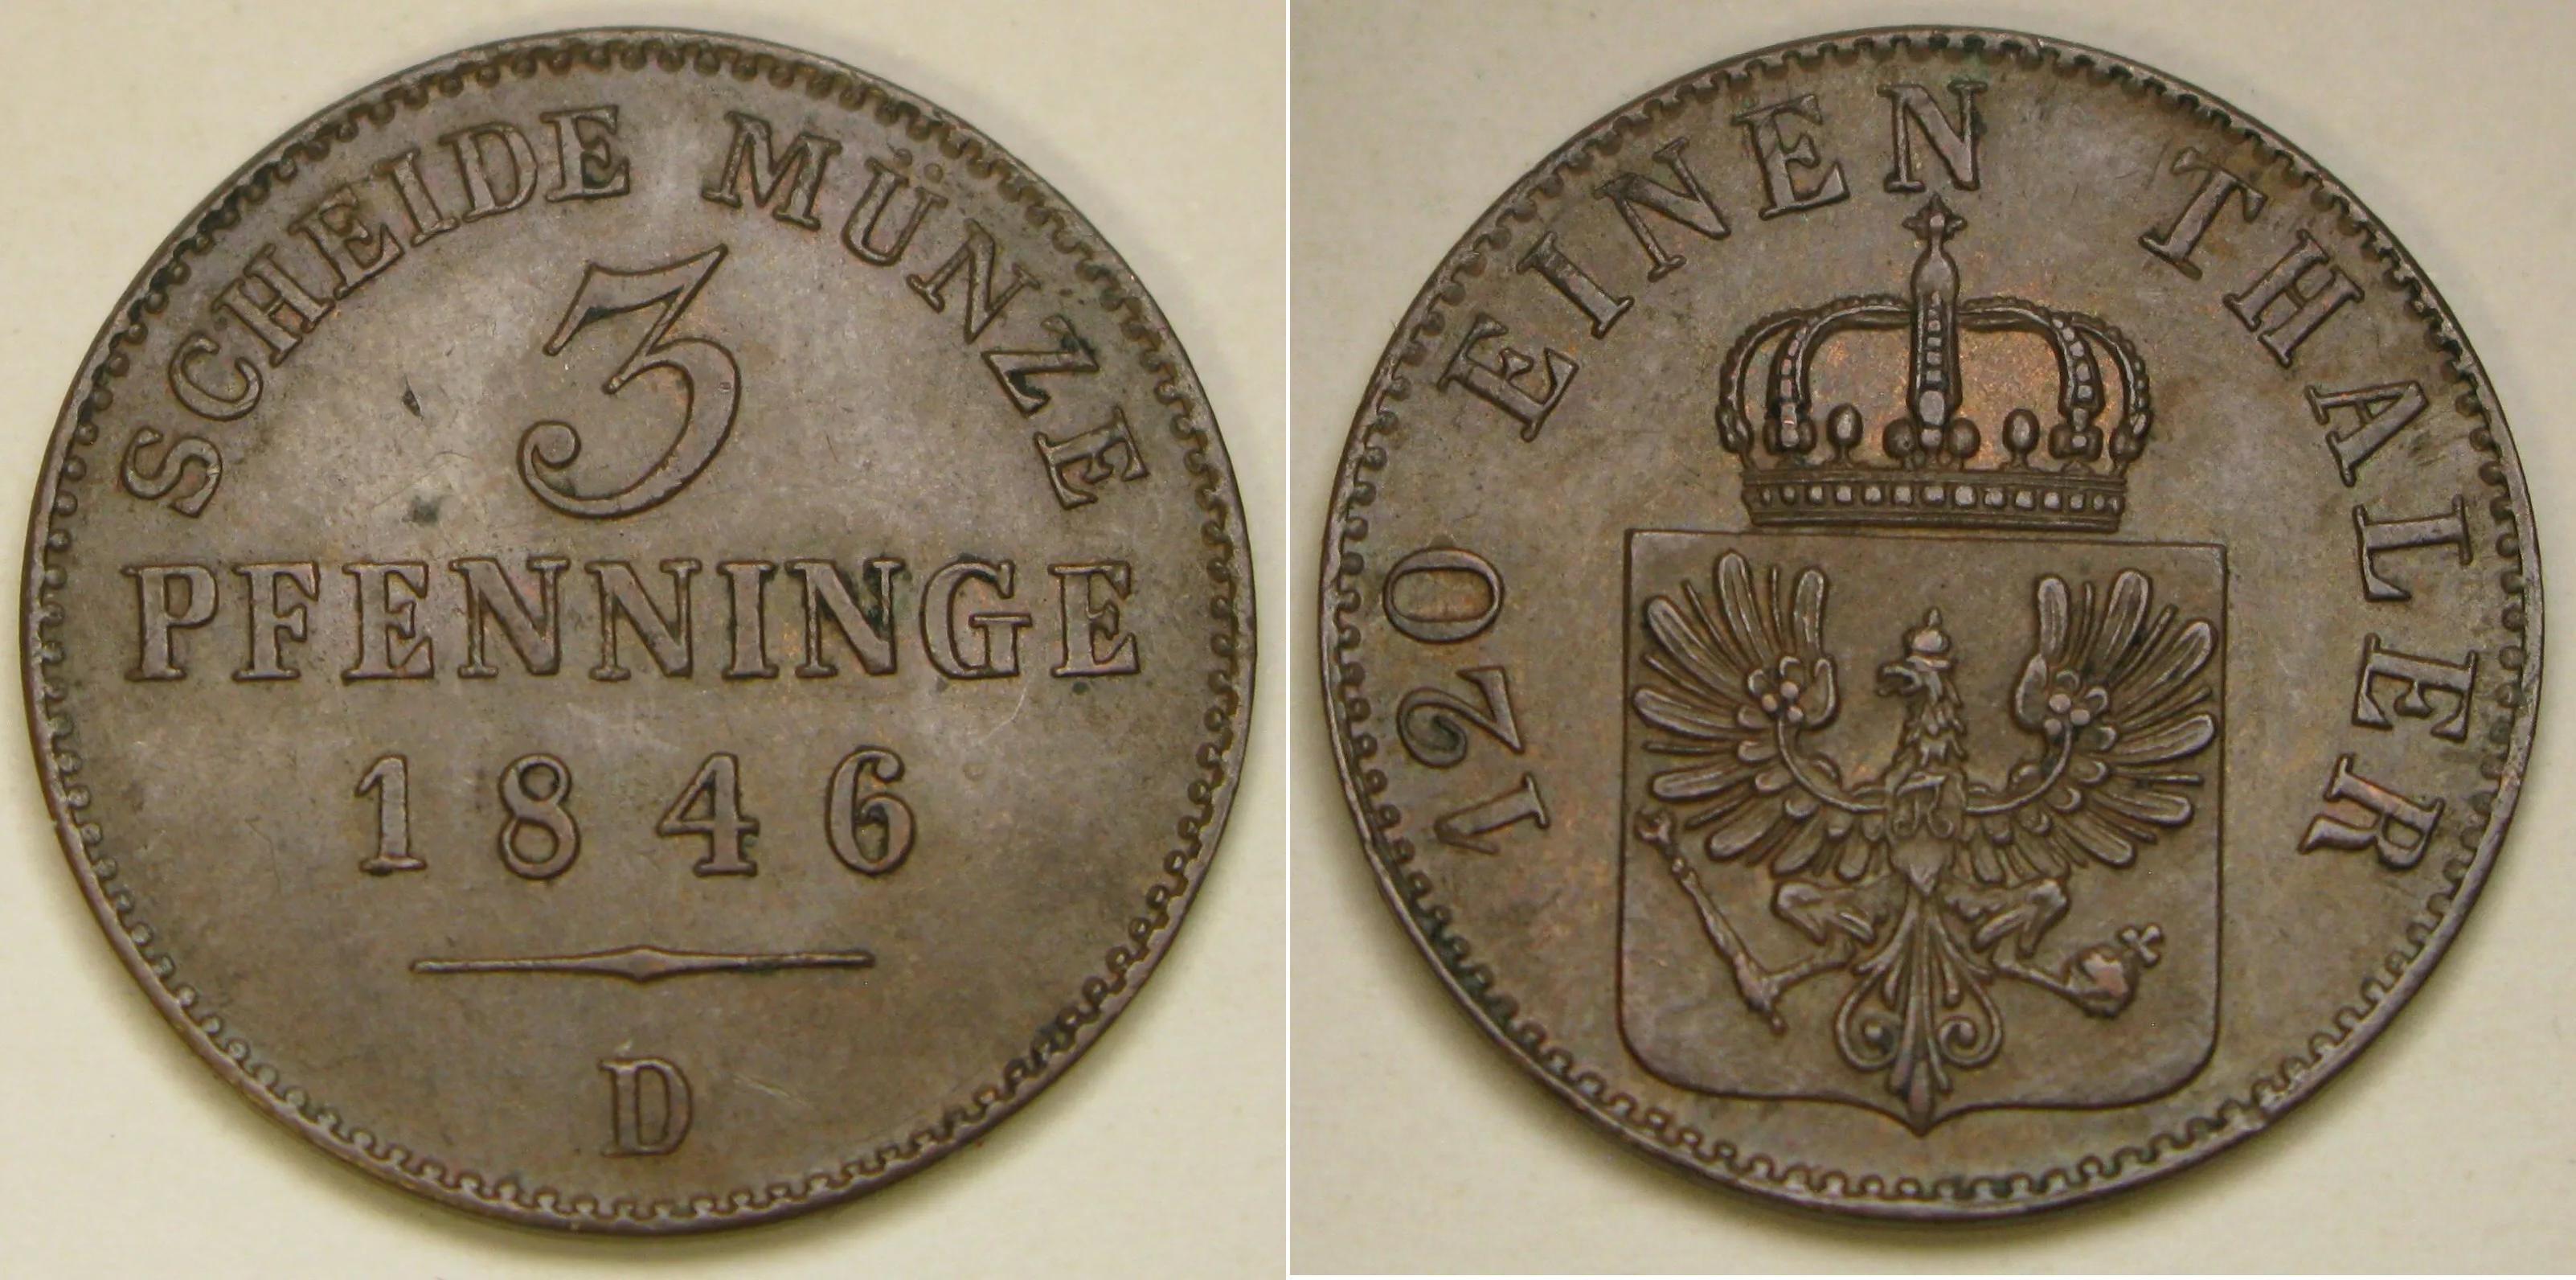 SCHEIDE MÜNZE
3
PFENNINGE
1846
D
120 EINEN THALER